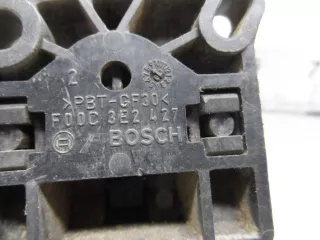 2
>PBT-GF30<
F00C 3E2 427
BOSCH